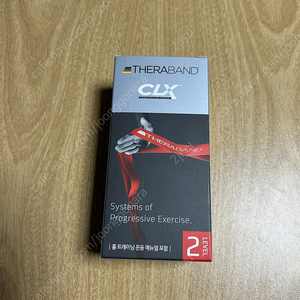 THERABAND
CLX
THERABAND
Systems of
Progressive Exercise.
홈 트레이닝 운동 매뉴얼 포함
2 LEVEL